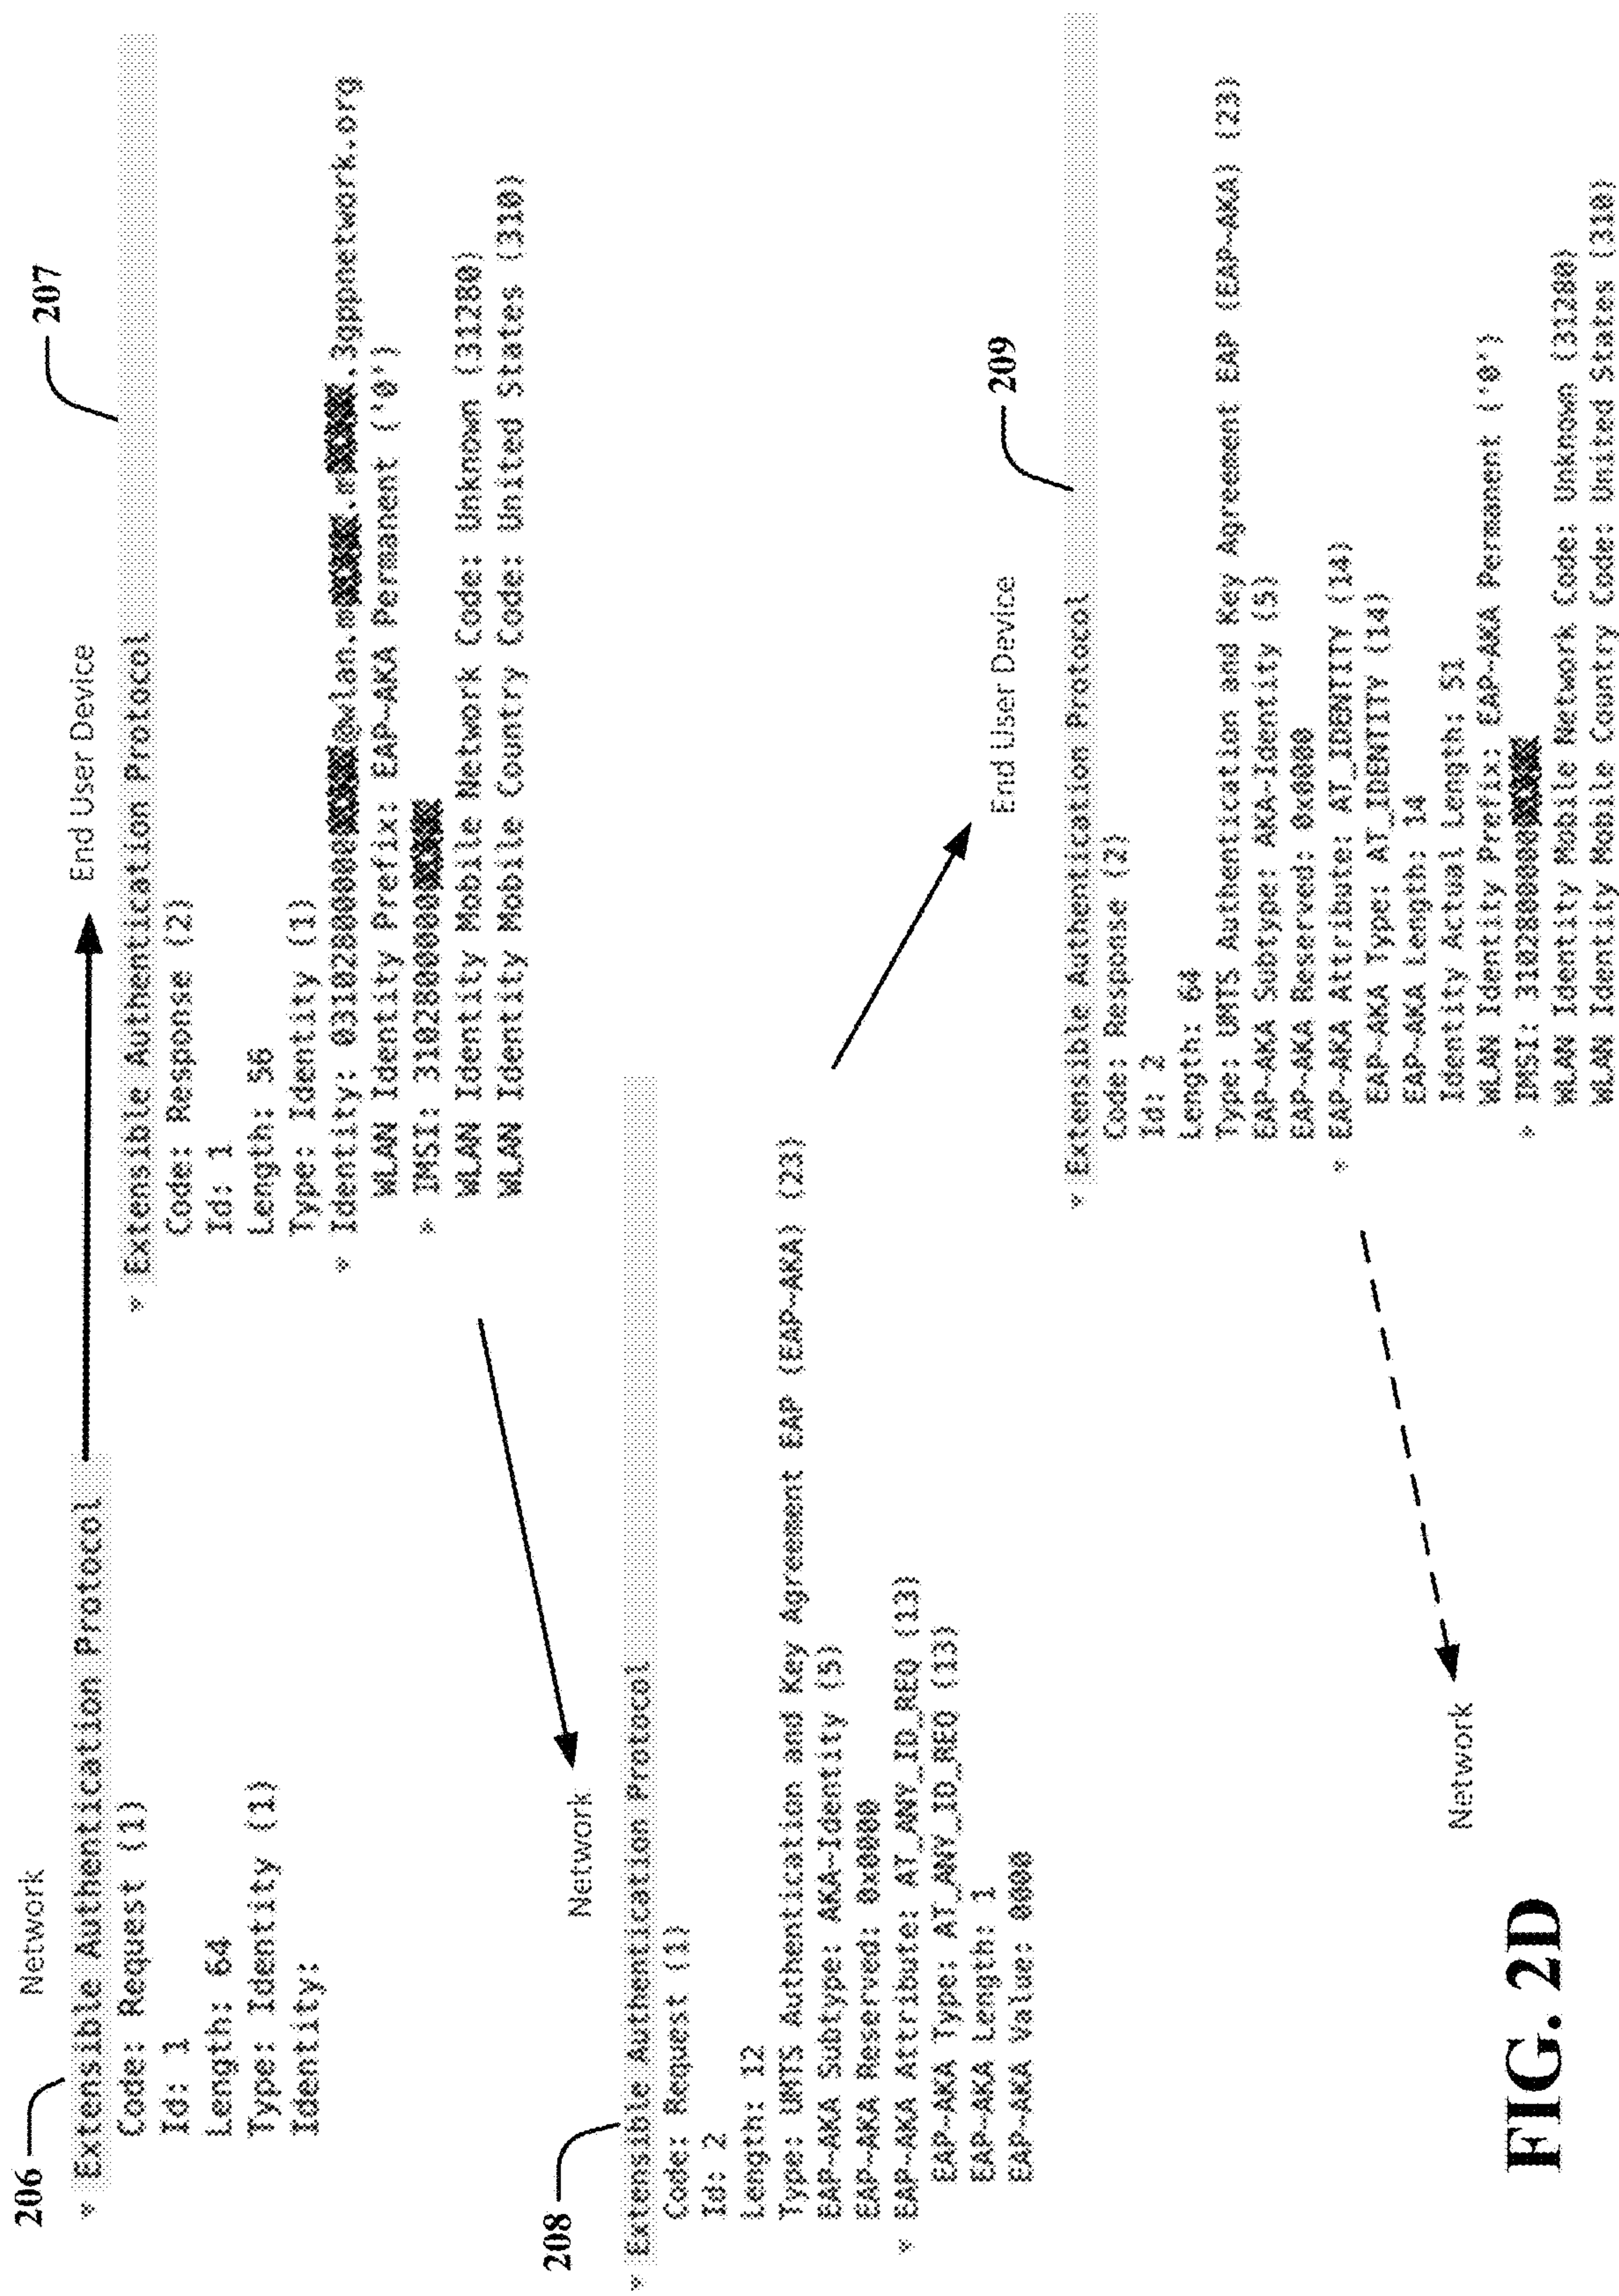 206
Network
Extensible Authentication Protocol
Code: Request (1)
Id: 1
Length: 64
Type: Identity (1)
Identity:
End User Device
207
Extensible Authentication Protocol
Code: Response (2)
Id: 1
Length: 56
Type: Identity (1)
Identity: 0310280000 @wlan.m .m .3gppnetwork.org
WLAN Identity Prefix: EAP-AKA Permanent ('0')
IMSI: 310280000
WLAN Identity Mobile Network Code: Unknown (31280)
WLAN Identity Mobile Country Code: United States (310)
Network
208
Extensible Authentication Protocol
Code: Request (1)
Id: 2
Length: 12
Type: UMTS Authentication and Key Agreement EAP (EAP-AKA) (23)
EAP-AKA Subtype: AKA-Identity (5)
EAP-AKA Reserved: 0x0000
EAP-AKA Attribute: AT_ANY_ID_REQ (13)
EAP-AKA Type: AT_ANY_ID_REQ (13)
EAP-AKA Length: 1
EAP-AKA Value: 0000
End User Device
209
Extensible Authentication Protocol
Code: Response (2)
Id: 2
Length: 64
Type: UMTS Authentication and Key Agreement EAP (EAP-AKA) (23)
EAP-AKA Subtype: AKA-Identity (5)
EAP-AKA Reserved: 0x0000
EAP-AKA Attribute: AT_IDENTITY (14)
EAP-AKA Type: AT_IDENTITY (14)
EAP-AKA Length: 14
Identity Actual Length: 51
WLAN Identity Prefix: EAP-AKA Permanent ('0')
IMSI: 310280000
WLAN Identity Mobile Network Code: Unknown (31280)
WLAN Identity Mobile Country Code: United States (310)
Network
FIG. 2D